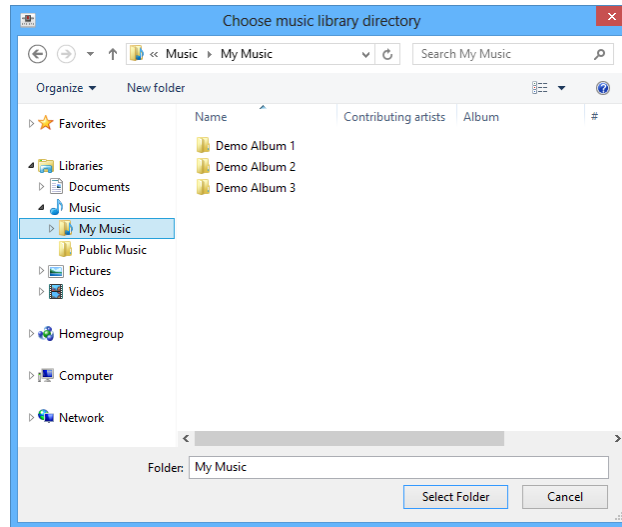 Choose music library directory
« Music My Music
Search My Music
Organize New folder
Name Contributing artists Album #
Favorites
Libraries
Documents
Music
My Music
Public Music
Pictures
Videos
Homegroup
Computer
Network
Demo Album 1
Demo Album 2
Demo Album 3
Folder: My Music
Select Folder Cancel